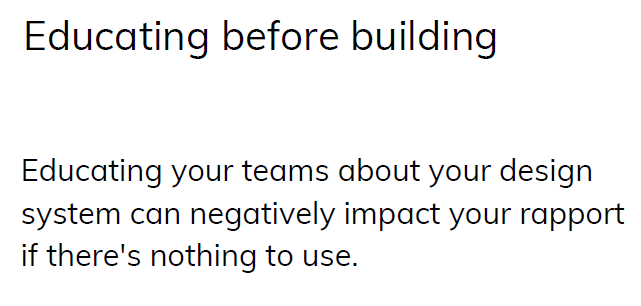 Educating before building
Educating your teams about your design
system can negatively impact your rapport
if there's nothing to use.